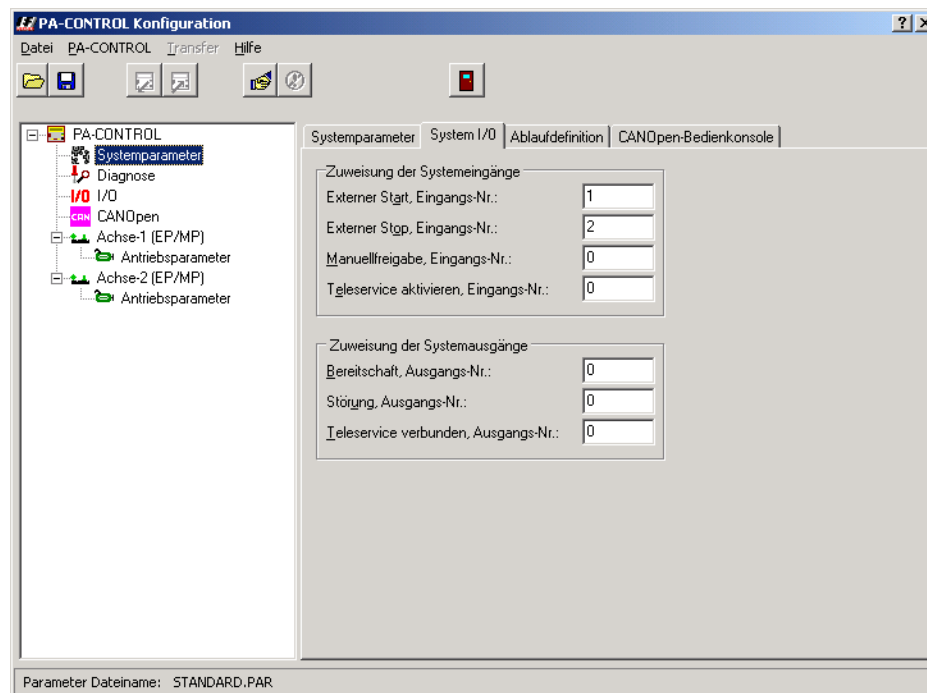 PA-CONTROL Konfiguration
Datei PA-CONTROL Transfer Hilfe
PA-CONTROL
Systemparameter
Diagnose
I/O I/O
CAN CANOpen
Achse-1 (EP/MP)
Antriebsparameter
Achse-2 (EP/MP)
Antriebsparameter
Systemparameter System I/O Ablaufdefinition CANOpen-Bedienkonsole
Zuweisung der Systemeingänge
Externer Start, Eingangs-Nr.: 1
Externer Stop, Eingangs-Nr.: 2
Manuellfreigabe, Eingangs-Nr.: 0
Teleservice aktivieren, Eingangs-Nr.: 0
Zuweisung der Systemausgänge
Bereitschaft, Ausgangs-Nr.: 0
Störung, Ausgangs-Nr.: 0
Teleservice verbunden, Ausgangs-Nr.: 0
Parameter Dateiname: STANDARD.PAR